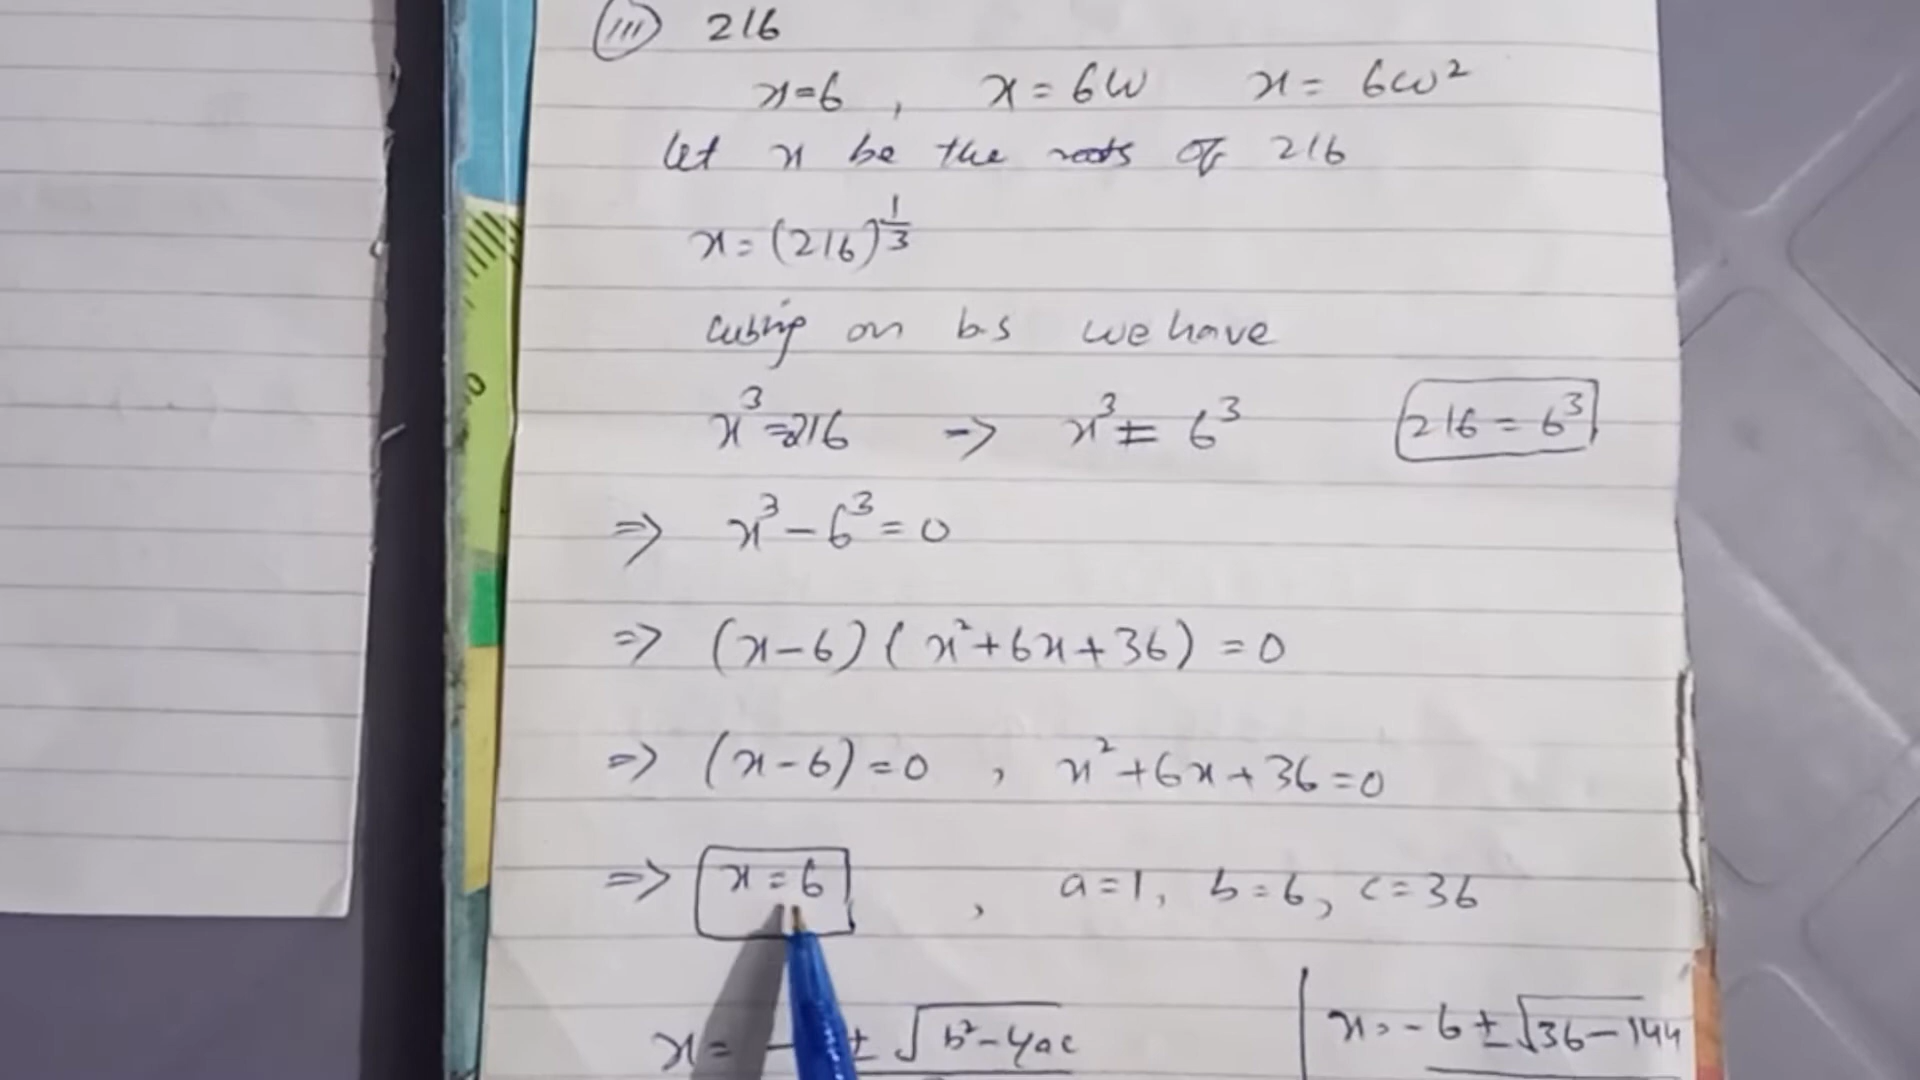 (iii) 216
x=6 , x=6ω x=6ω²
let x be the roots of 216
x=(216)^(1/3)
cubing on bs we have
x³=216 → x³=6³ 216=6³
⇒ x³-6³=0
⇒ (x-6)(x²+6x+36)=0
⇒ (x-6)=0 , x²+6x+36=0
⇒ x=6 , a=1, b=6, c=36
x= - ± √b²-4ac x=-6±√36-144